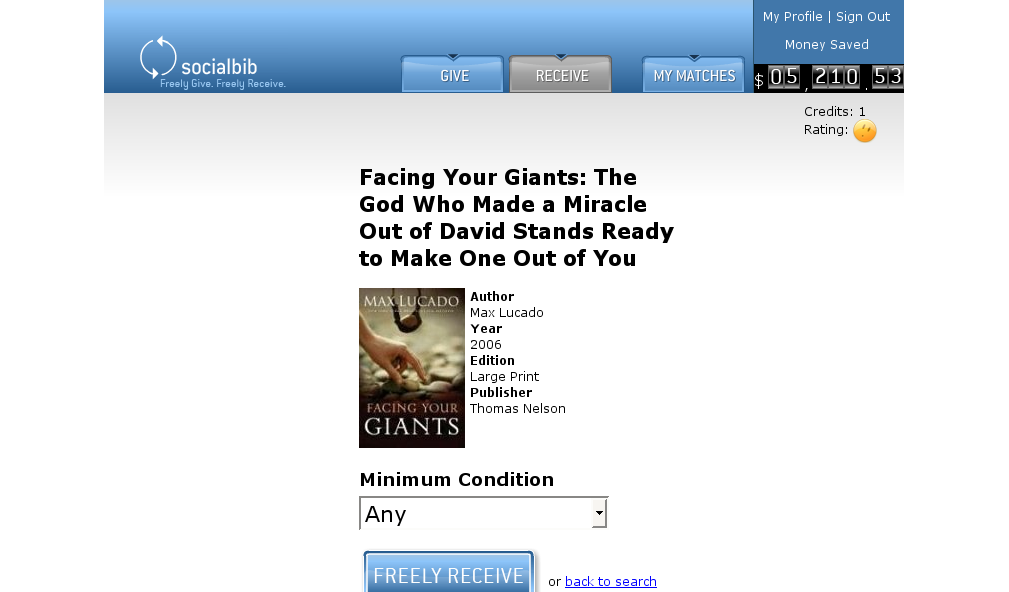 My Profile | Sign Out
Money Saved
$ 05,210.53
socialbib
Freely Give. Freely Receive.
GIVE
RECEIVE
MY MATCHES
Credits: 1
Rating:
Facing Your Giants: The
God Who Made a Miracle
Out of David Stands Ready
to Make One Out of You
MAX LUCADO
FACING YOUR
GIANTS
Author
Max Lucado
Year
2006
Edition
Large Print
Publisher
Thomas Nelson
Minimum Condition
Any
FREELY RECEIVE
or back to search